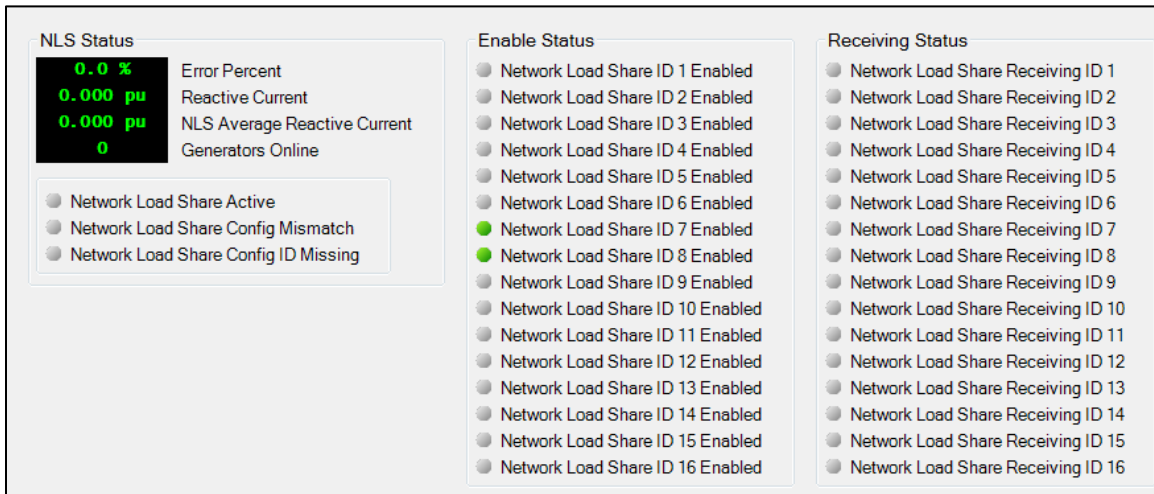 NLS Status
0.0 % Error Percent
0.000 pu Reactive Current
0.000 pu NLS Average Reactive Current
0 Generators Online
Network Load Share Active
Network Load Share Config Mismatch
Network Load Share Config ID Missing
Enable Status
Network Load Share ID 1 Enabled
Network Load Share ID 2 Enabled
Network Load Share ID 3 Enabled
Network Load Share ID 4 Enabled
Network Load Share ID 5 Enabled
Network Load Share ID 6 Enabled
Network Load Share ID 7 Enabled
Network Load Share ID 8 Enabled
Network Load Share ID 9 Enabled
Network Load Share ID 10 Enabled
Network Load Share ID 11 Enabled
Network Load Share ID 12 Enabled
Network Load Share ID 13 Enabled
Network Load Share ID 14 Enabled
Network Load Share ID 15 Enabled
Network Load Share ID 16 Enabled
Receiving Status
Network Load Share Receiving ID 1
Network Load Share Receiving ID 2
Network Load Share Receiving ID 3
Network Load Share Receiving ID 4
Network Load Share Receiving ID 5
Network Load Share Receiving ID 6
Network Load Share Receiving ID 7
Network Load Share Receiving ID 8
Network Load Share Receiving ID 9
Network Load Share Receiving ID 10
Network Load Share Receiving ID 11
Network Load Share Receiving ID 12
Network Load Share Receiving ID 13
Network Load Share Receiving ID 14
Network Load Share Receiving ID 15
Network Load Share Receiving ID 16